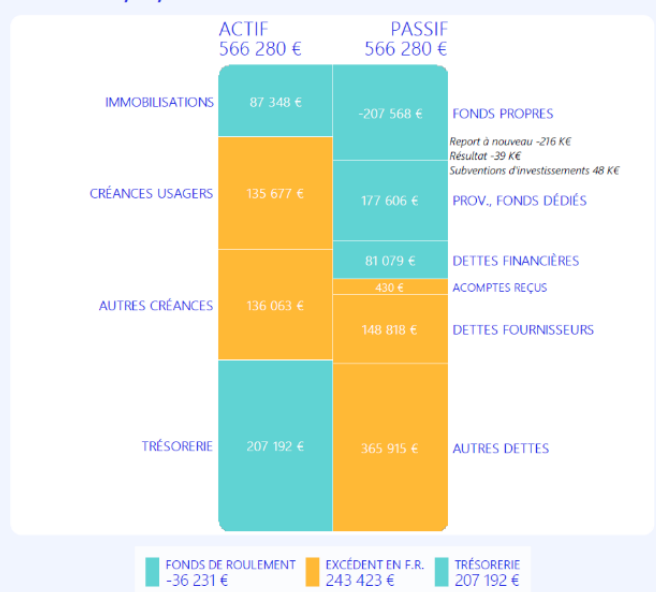 ACTIF
566 280 €
PASSIF
566 280 €
IMMOBILISATIONS
87 348 €
-207 568 €
FONDS PROPRES
Report à nouveau -216 K€
Résultat -39 K€
Subventions d'investissements 48 K€
CRÉANCES USAGERS
135 677 €
177 606 €
PROV., FONDS DÉDIÉS
81 079 €
DETTES FINANCIÈRES
430 €
ACOMPTES REÇUS
AUTRES CRÉANCES
136 063 €
148 818 €
DETTES FOURNISSEURS
TRÉSORERIE
207 192 €
365 915 €
AUTRES DETTES
FONDS DE ROULEMENT
-36 231 €
EXCÉDENT EN F.R.
243 423 €
TRÉSORERIE
207 192 €